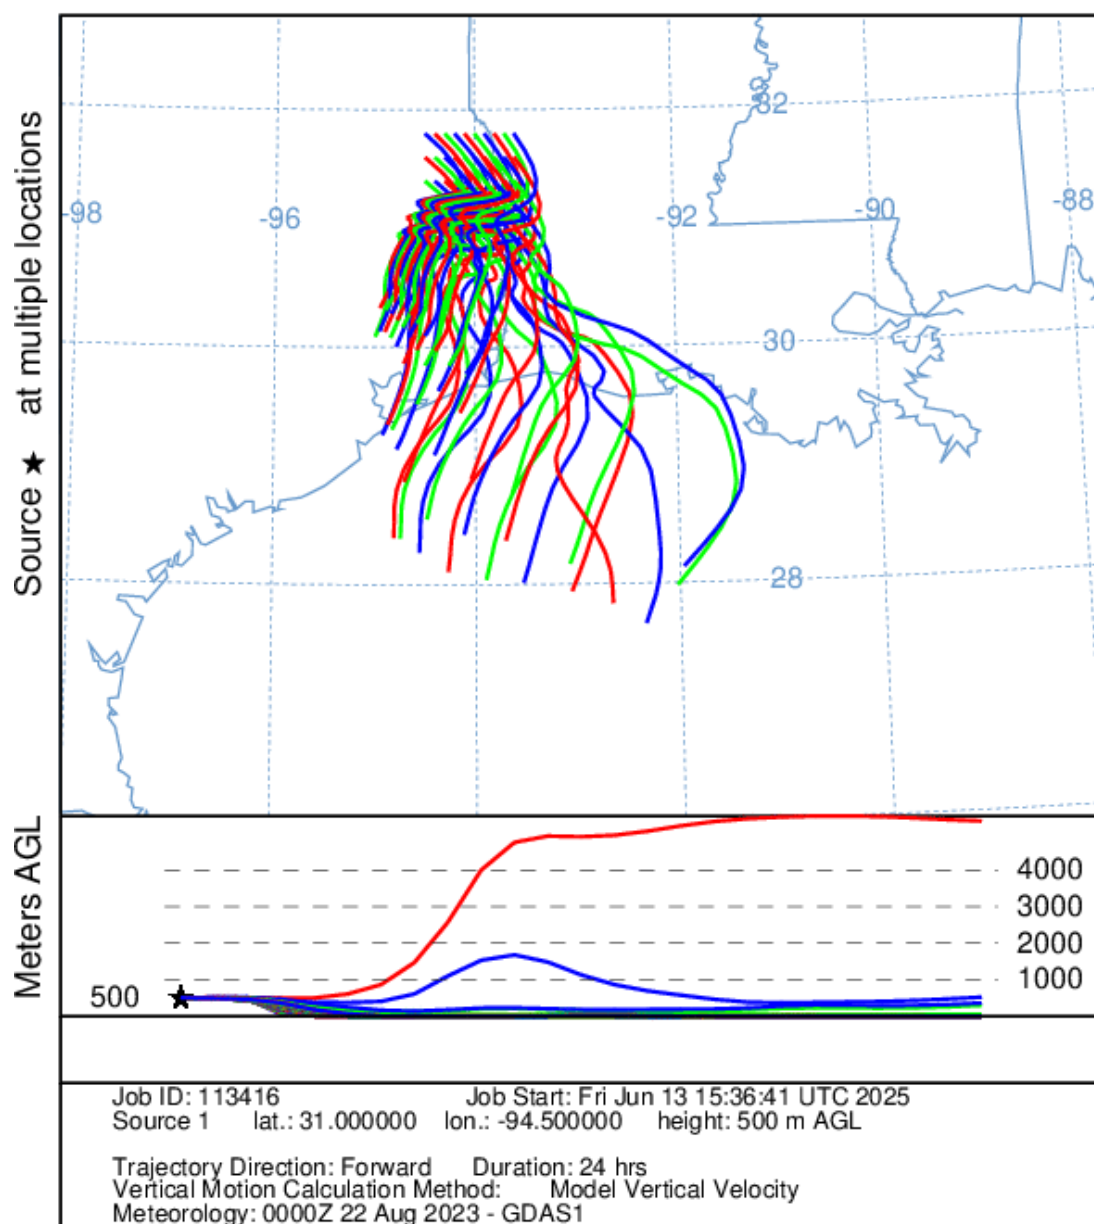 Source ★ at multiple locations
32
-98
-96
-92
-90
-88
30
28
Meters AGL
4000
3000
2000
1000
500
Job ID: 113416 Job Start: Fri Jun 13 15:36:41 UTC 2025
Source 1 lat.: 31.000000 lon.: -94.500000 height: 500 m AGL
Trajectory Direction: Forward Duration: 24 hrs
Vertical Motion Calculation Method: Model Vertical Velocity
Meteorology: 0000Z 22 Aug 2023 - GDAS1